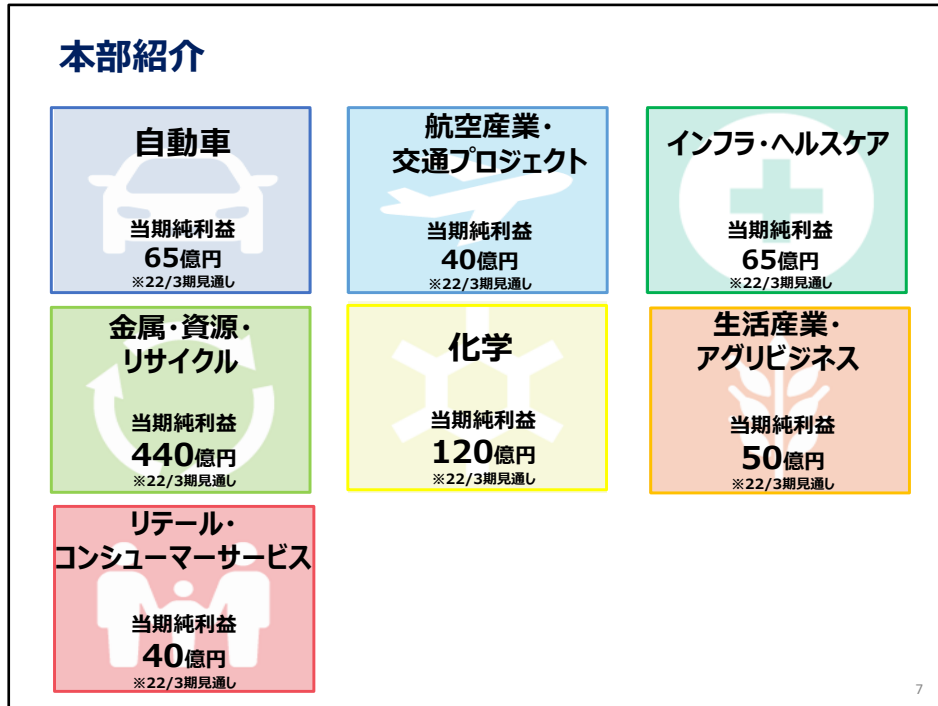 本部紹介
自動車
当期純利益
65億円
※22/3期見通し
航空産業・
交通プロジェクト
当期純利益
40億円
※22/3期見通し
インフラ・ヘルスケア
当期純利益
65億円
※22/3期見通し
金属・資源・
リサイクル
当期純利益
440億円
※22/3期見通し
化学
当期純利益
120億円
※22/3期見通し
生活産業・
アグリビジネス
当期純利益
50億円
※22/3期見通し
リテール・
コンシューマーサービス
当期純利益
40億円
※22/3期見通し
7